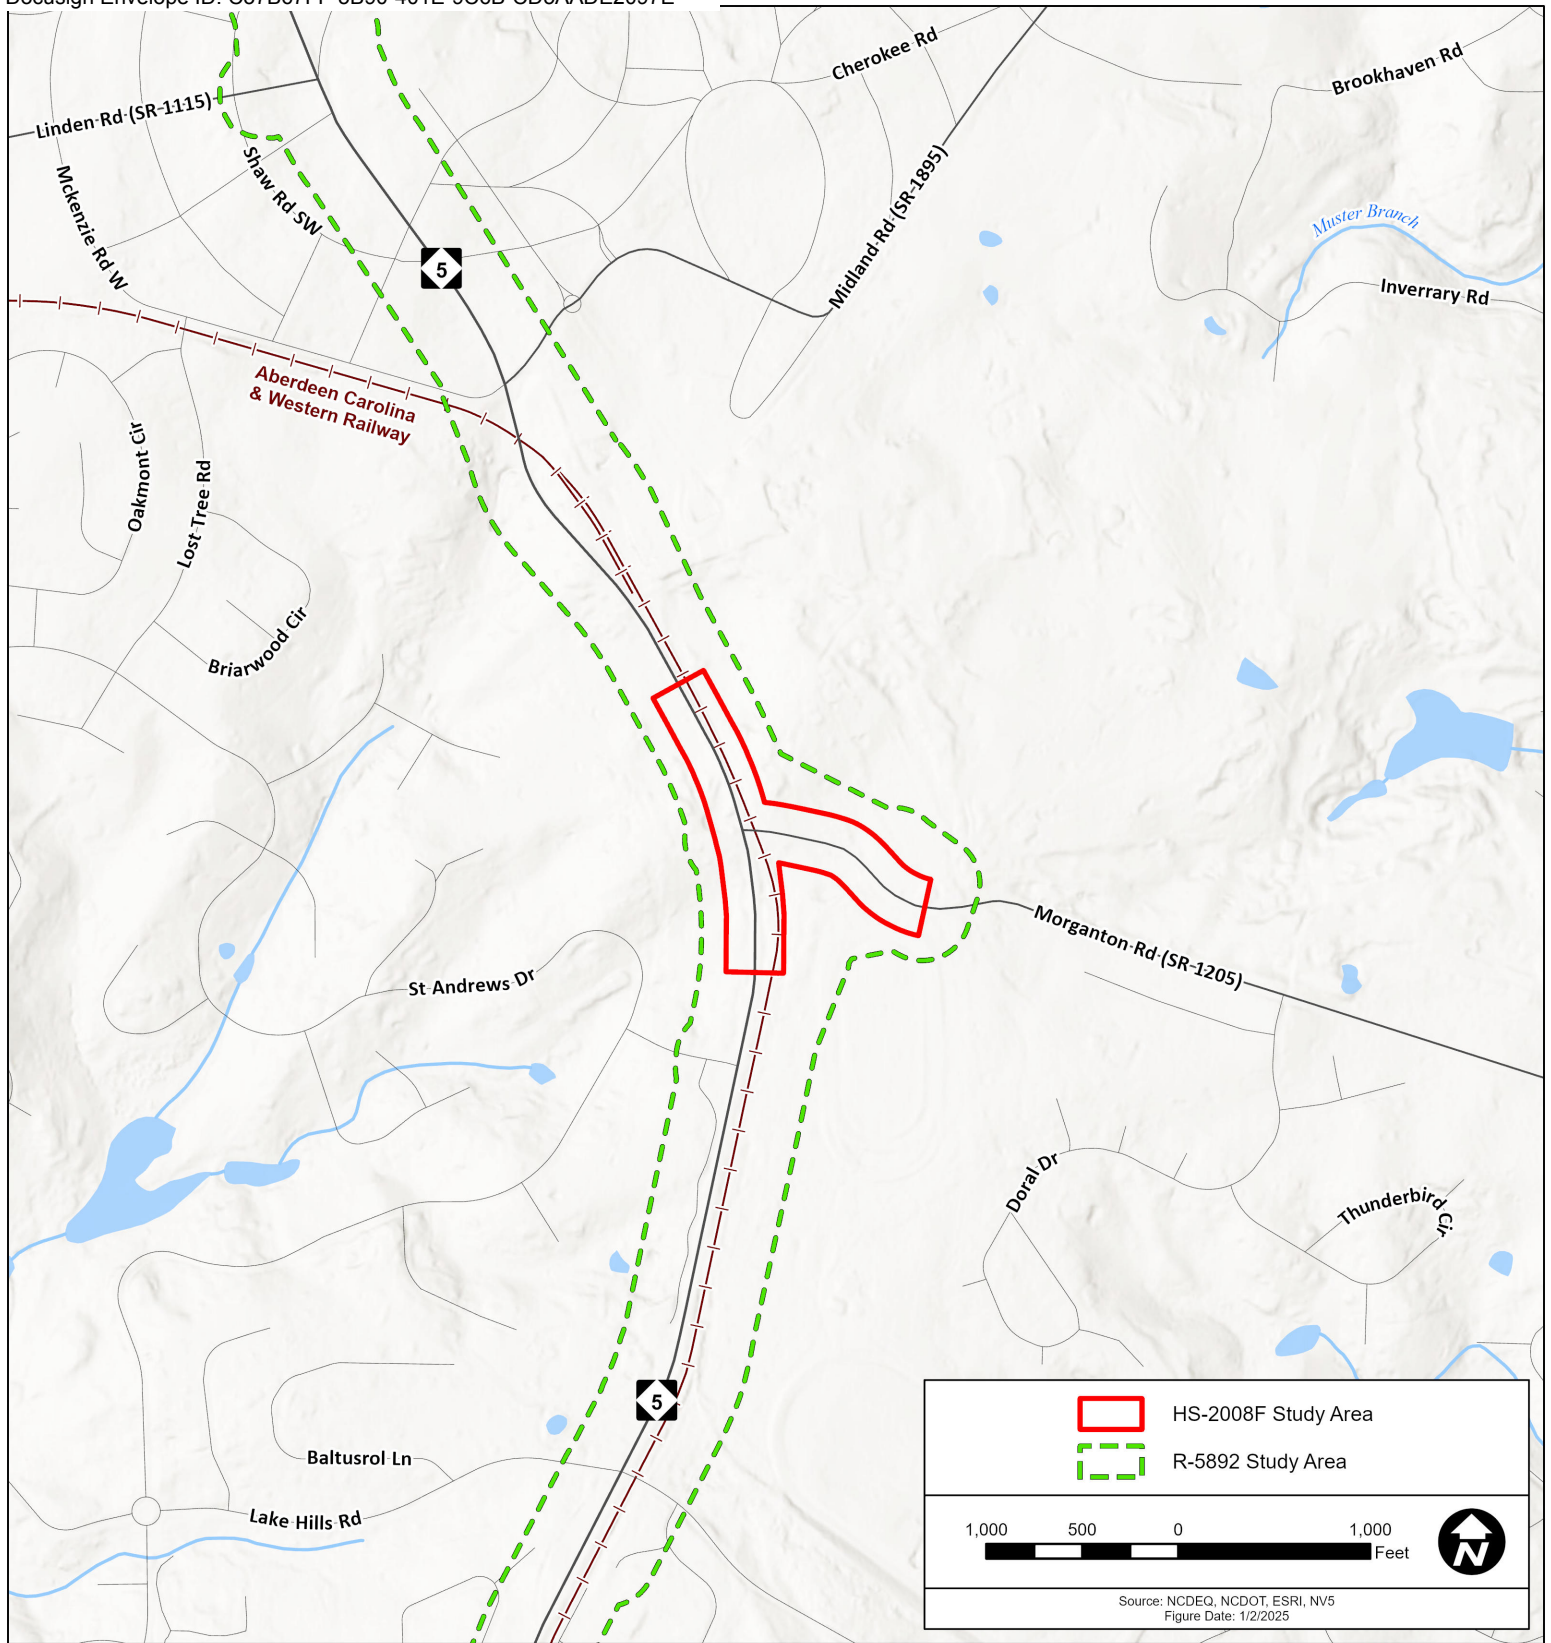 Cherokee Rd
Brookhaven Rd
Linden Rd (SR-1115)
Shaw Rd SW
Mckenzie Rd W
Midland Rd (SR-1895)
Muster Branch
5
Inverrary Rd
Aberdeen Carolina
& Western Railway
Oakmont Cir
Lost Tree Rd
Briarwood Cir
Morganton Rd (SR-1205)
St Andrews Dr
Doral Dr
Thunderbird Cir
5
Baltusrol Ln
Lake Hills Rd
HS-2008F Study Area
R-5892 Study Area
1,000 500 0 1,000
Feet
N
Source: NCDEQ, NCDOT, ESRI, NV5
Figure Date: 1/2/2025